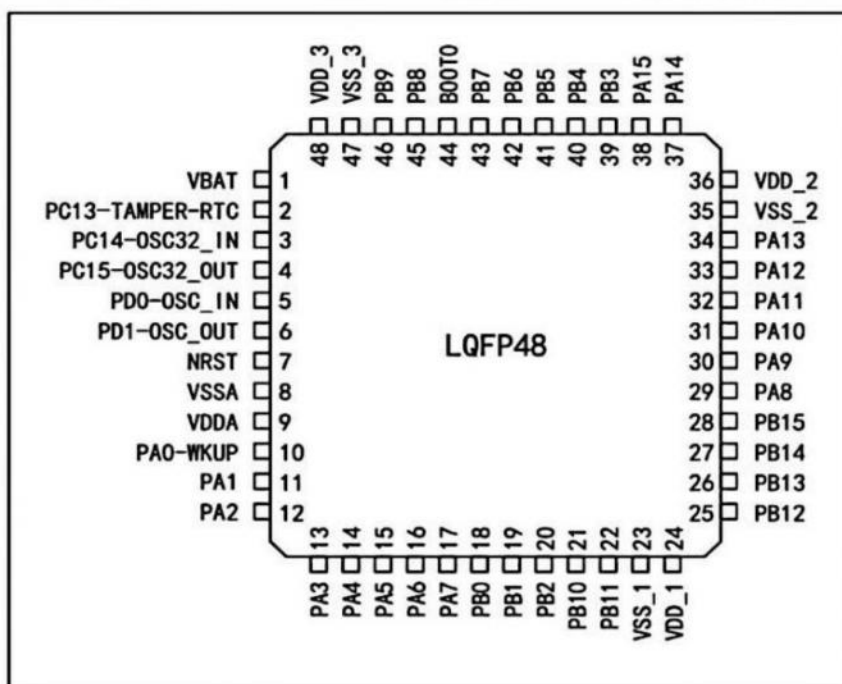 VDD_3 VSS_3 PB9 PB8 BOOT0 PB7 PB6 PB5 PB4 PB3 PA15 PA14
48 47 46 45 44 43 42 41 40 39 38 37
VBAT 1 36 VDD_2
PC13-TAMPER-RTC 2 35 VSS_2
PC14-OSC32_IN 3 34 PA13
PC15-OSC32_OUT 4 33 PA12
PD0-OSC_IN 5 32 PA11
PD1-OSC_OUT 6 31 PA10
LQFP48
NRST 7 30 PA9
VSSA 8 29 PA8
VDDA 9 28 PB15
PA0-WKUP 10 27 PB14
PA1 11 26 PB13
PA2 12 25 PB12
13 14 15 16 17 18 19 20 21 22 23 24
PA3 PA4 PA5 PA6 PA7 PB0 PB1 PB2 PB10 PB11 VSS_1 VDD_1